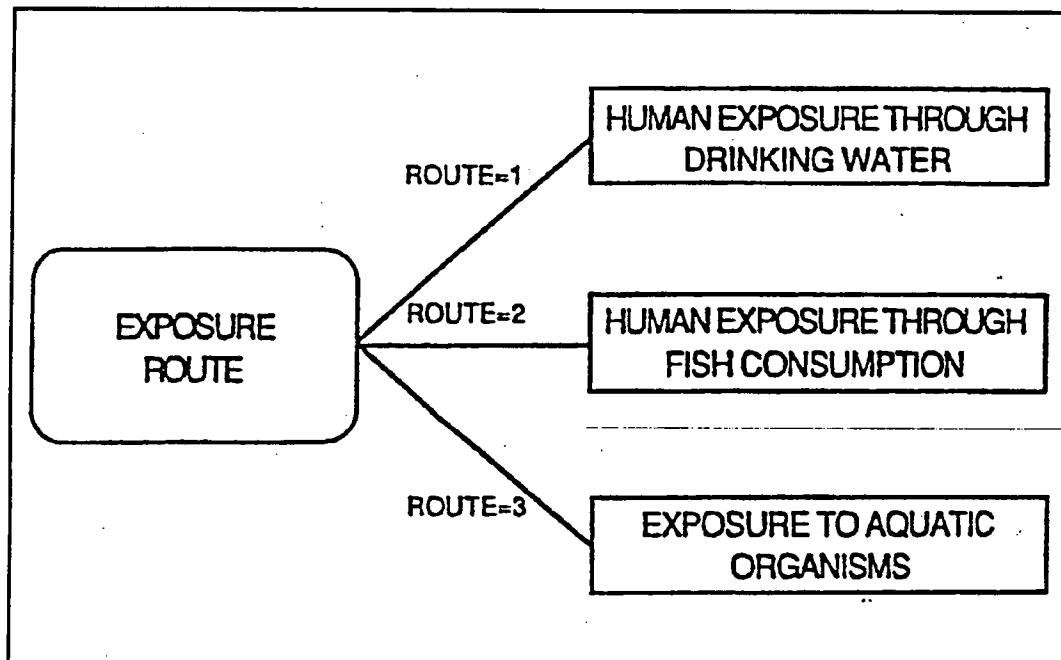 EXPOSURE
ROUTE
ROUTE=1
HUMAN EXPOSURE THROUGH
DRINKING WATER
ROUTE=2
HUMAN EXPOSURE THROUGH
FISH CONSUMPTION
ROUTE=3
EXPOSURE TO AQUATIC
ORGANISMS